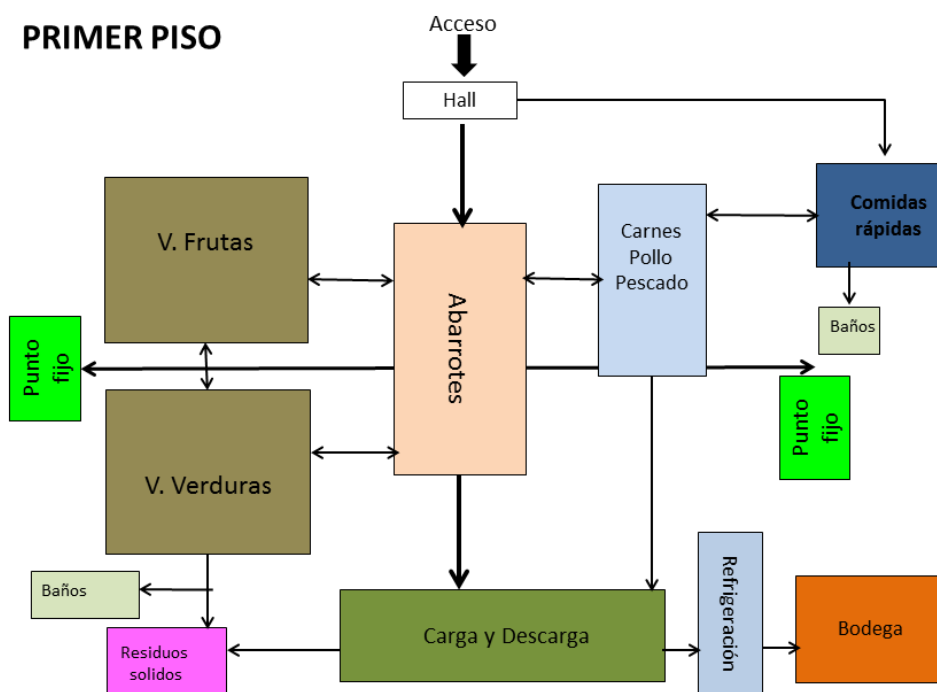 PRIMER PISO
Acceso
Hall
V. Frutas
Abarrotes
Carnes
Pollo
Pescado
Comidas
rápidas
Baños
Punto
fijo
Punto
fijo
V. Verduras
Baños
Residuos
solidos
Carga y Descarga
Refrigeración
Bodega